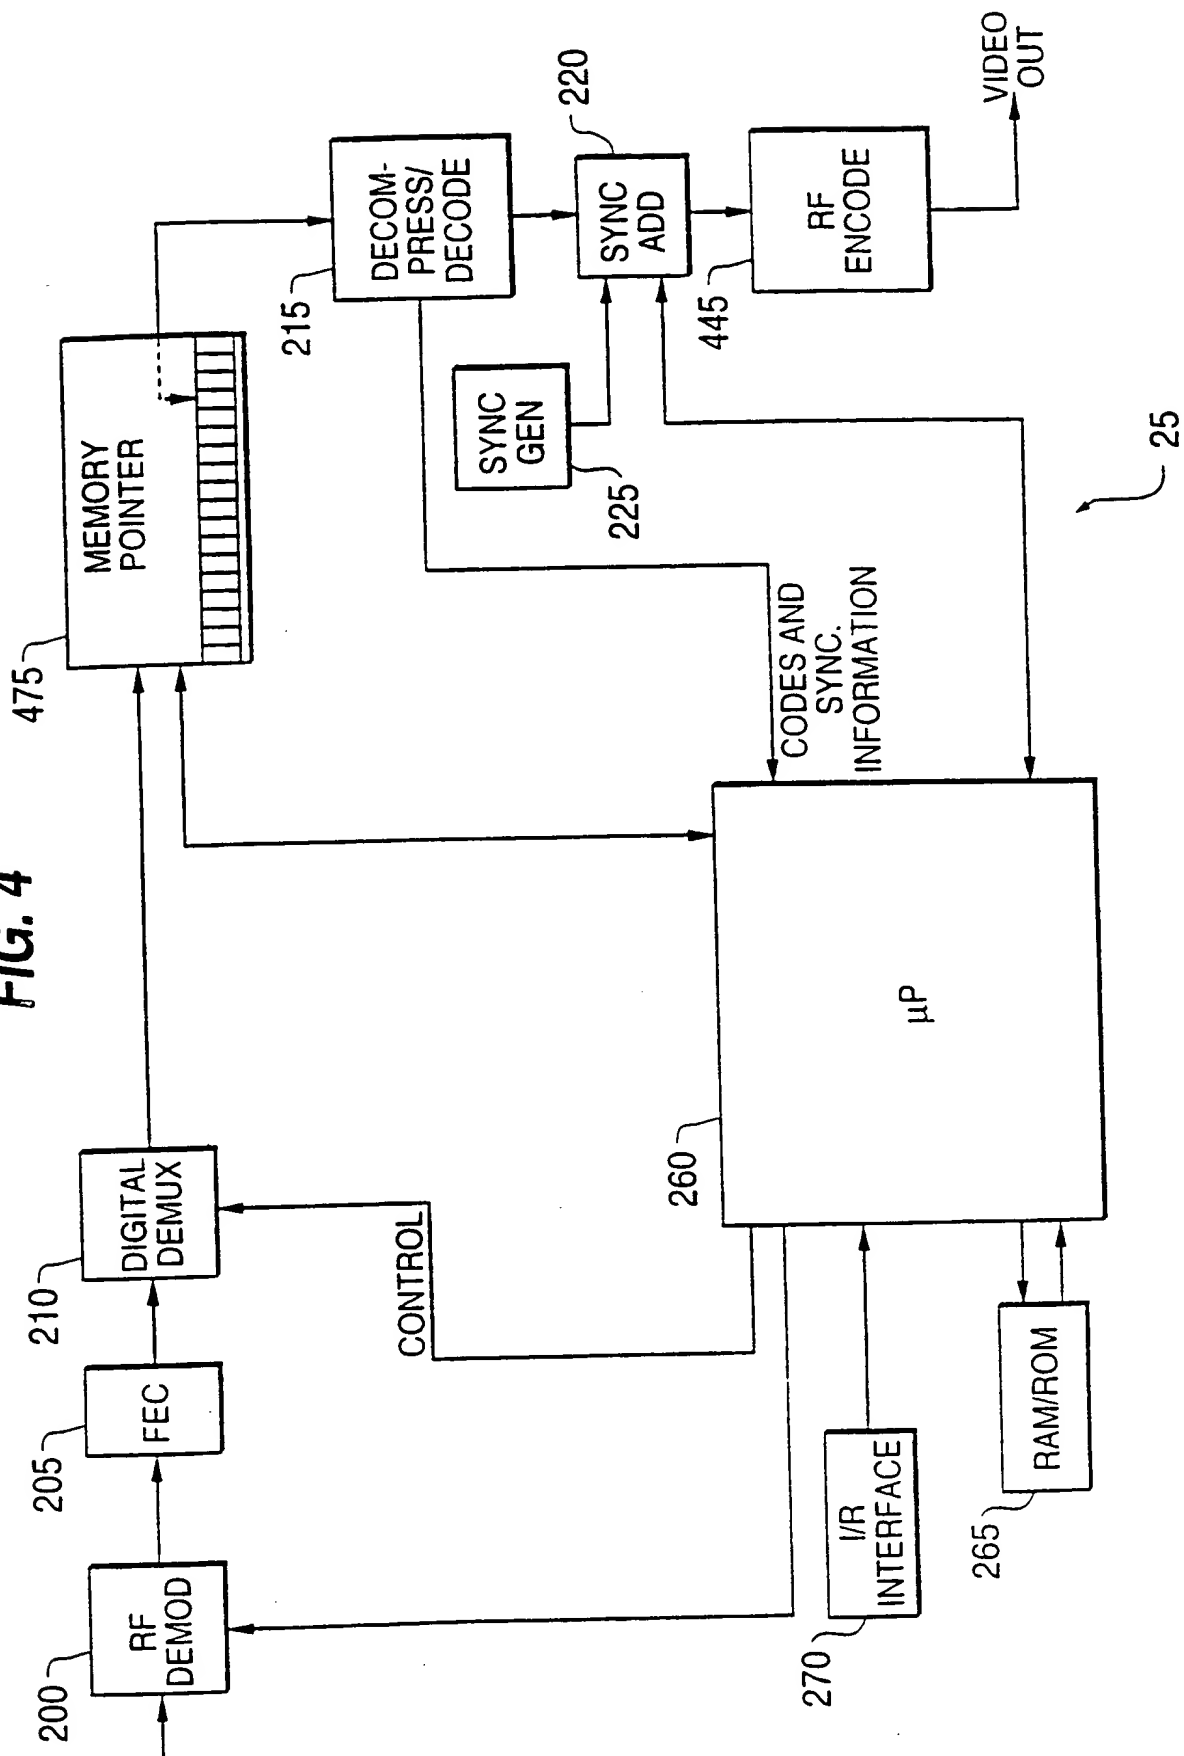 FIG. 4
200
RF
DEMOD
205
FEC
210
DIGITAL
DEMUX
475
MEMORY
POINTER
215
DECOM-
PRESS/
DECODE
220
SYNC
ADD
SYNC
GEN
225
445
RF
ENCODE
VIDEO
OUT
CONTROL
260
µP
CODES AND
SYNC.
INFORMATION
270
I/R
INTERFACE
265
RAM/ROM
25